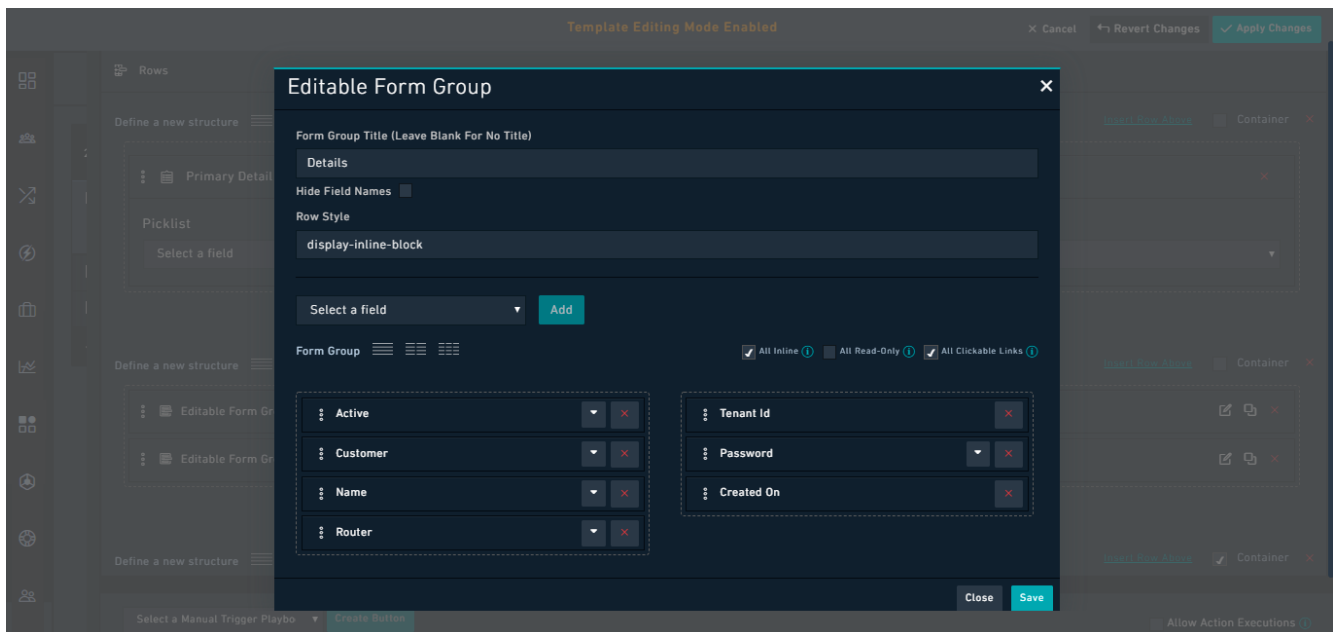 Template Editing Mode Enabled
Cancel
Revert Changes
Apply Changes
Rows
Editable Form Group
Define a new structure
Insert Row Above
Container
Form Group Title (Leave Blank For No Title)
Details
Primary Detail
Hide Field Names
Row Style
Picklist
display-inline-block
Select a field
Select a field
Add
Form Group
All Inline
All Read-Only
All Clickable Links
Define a new structure
Insert Row Above
Container
Active
Tenant Id
Editable Form Gr
Customer
Password
Editable Form Gr
Name
Created On
Router
Define a new structure
Insert Row Above
Container
Close
Save
Select a Manual Trigger Playbo
Create Button
Allow Action Executions